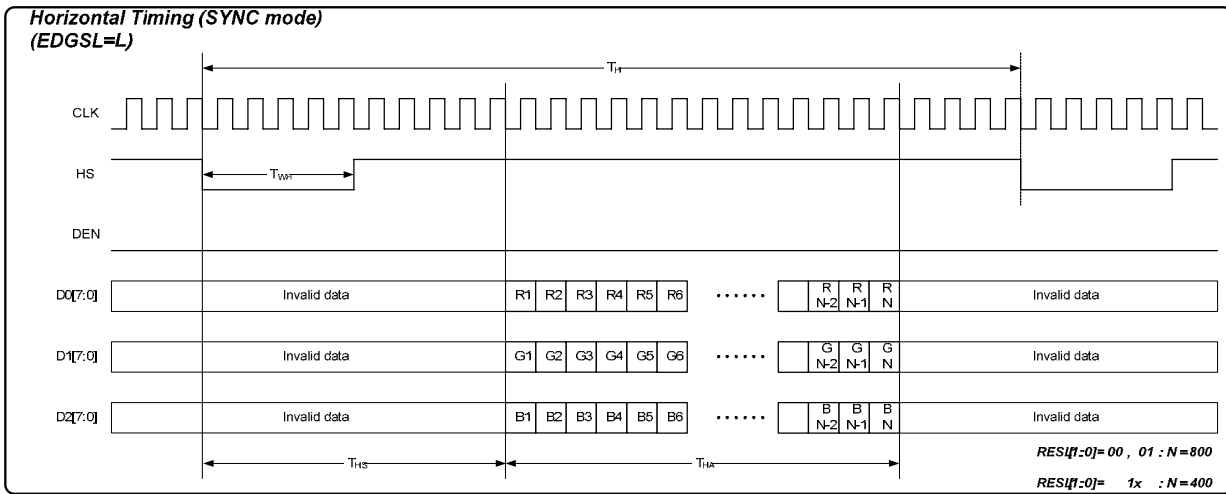 Horizontal Timing (SYNC mode)
(EDGSL=L)
TH
CLK
HS
TWH
DEN
D0[7:0] Invalid data R1 R2 R3 R4 R5 R6 ...... R N-2 R N-1 R N Invalid data
D1[7:0] Invalid data G1 G2 G3 G4 G5 G6 ...... G N-2 G N-1 G N Invalid data
D2[7:0] Invalid data B1 B2 B3 B4 B5 B6 ...... B N-2 B N-1 B N Invalid data
THS THA
RESL[1:0]= 00 , 01 : N=800
RESL[1:0]= 1x : N=400